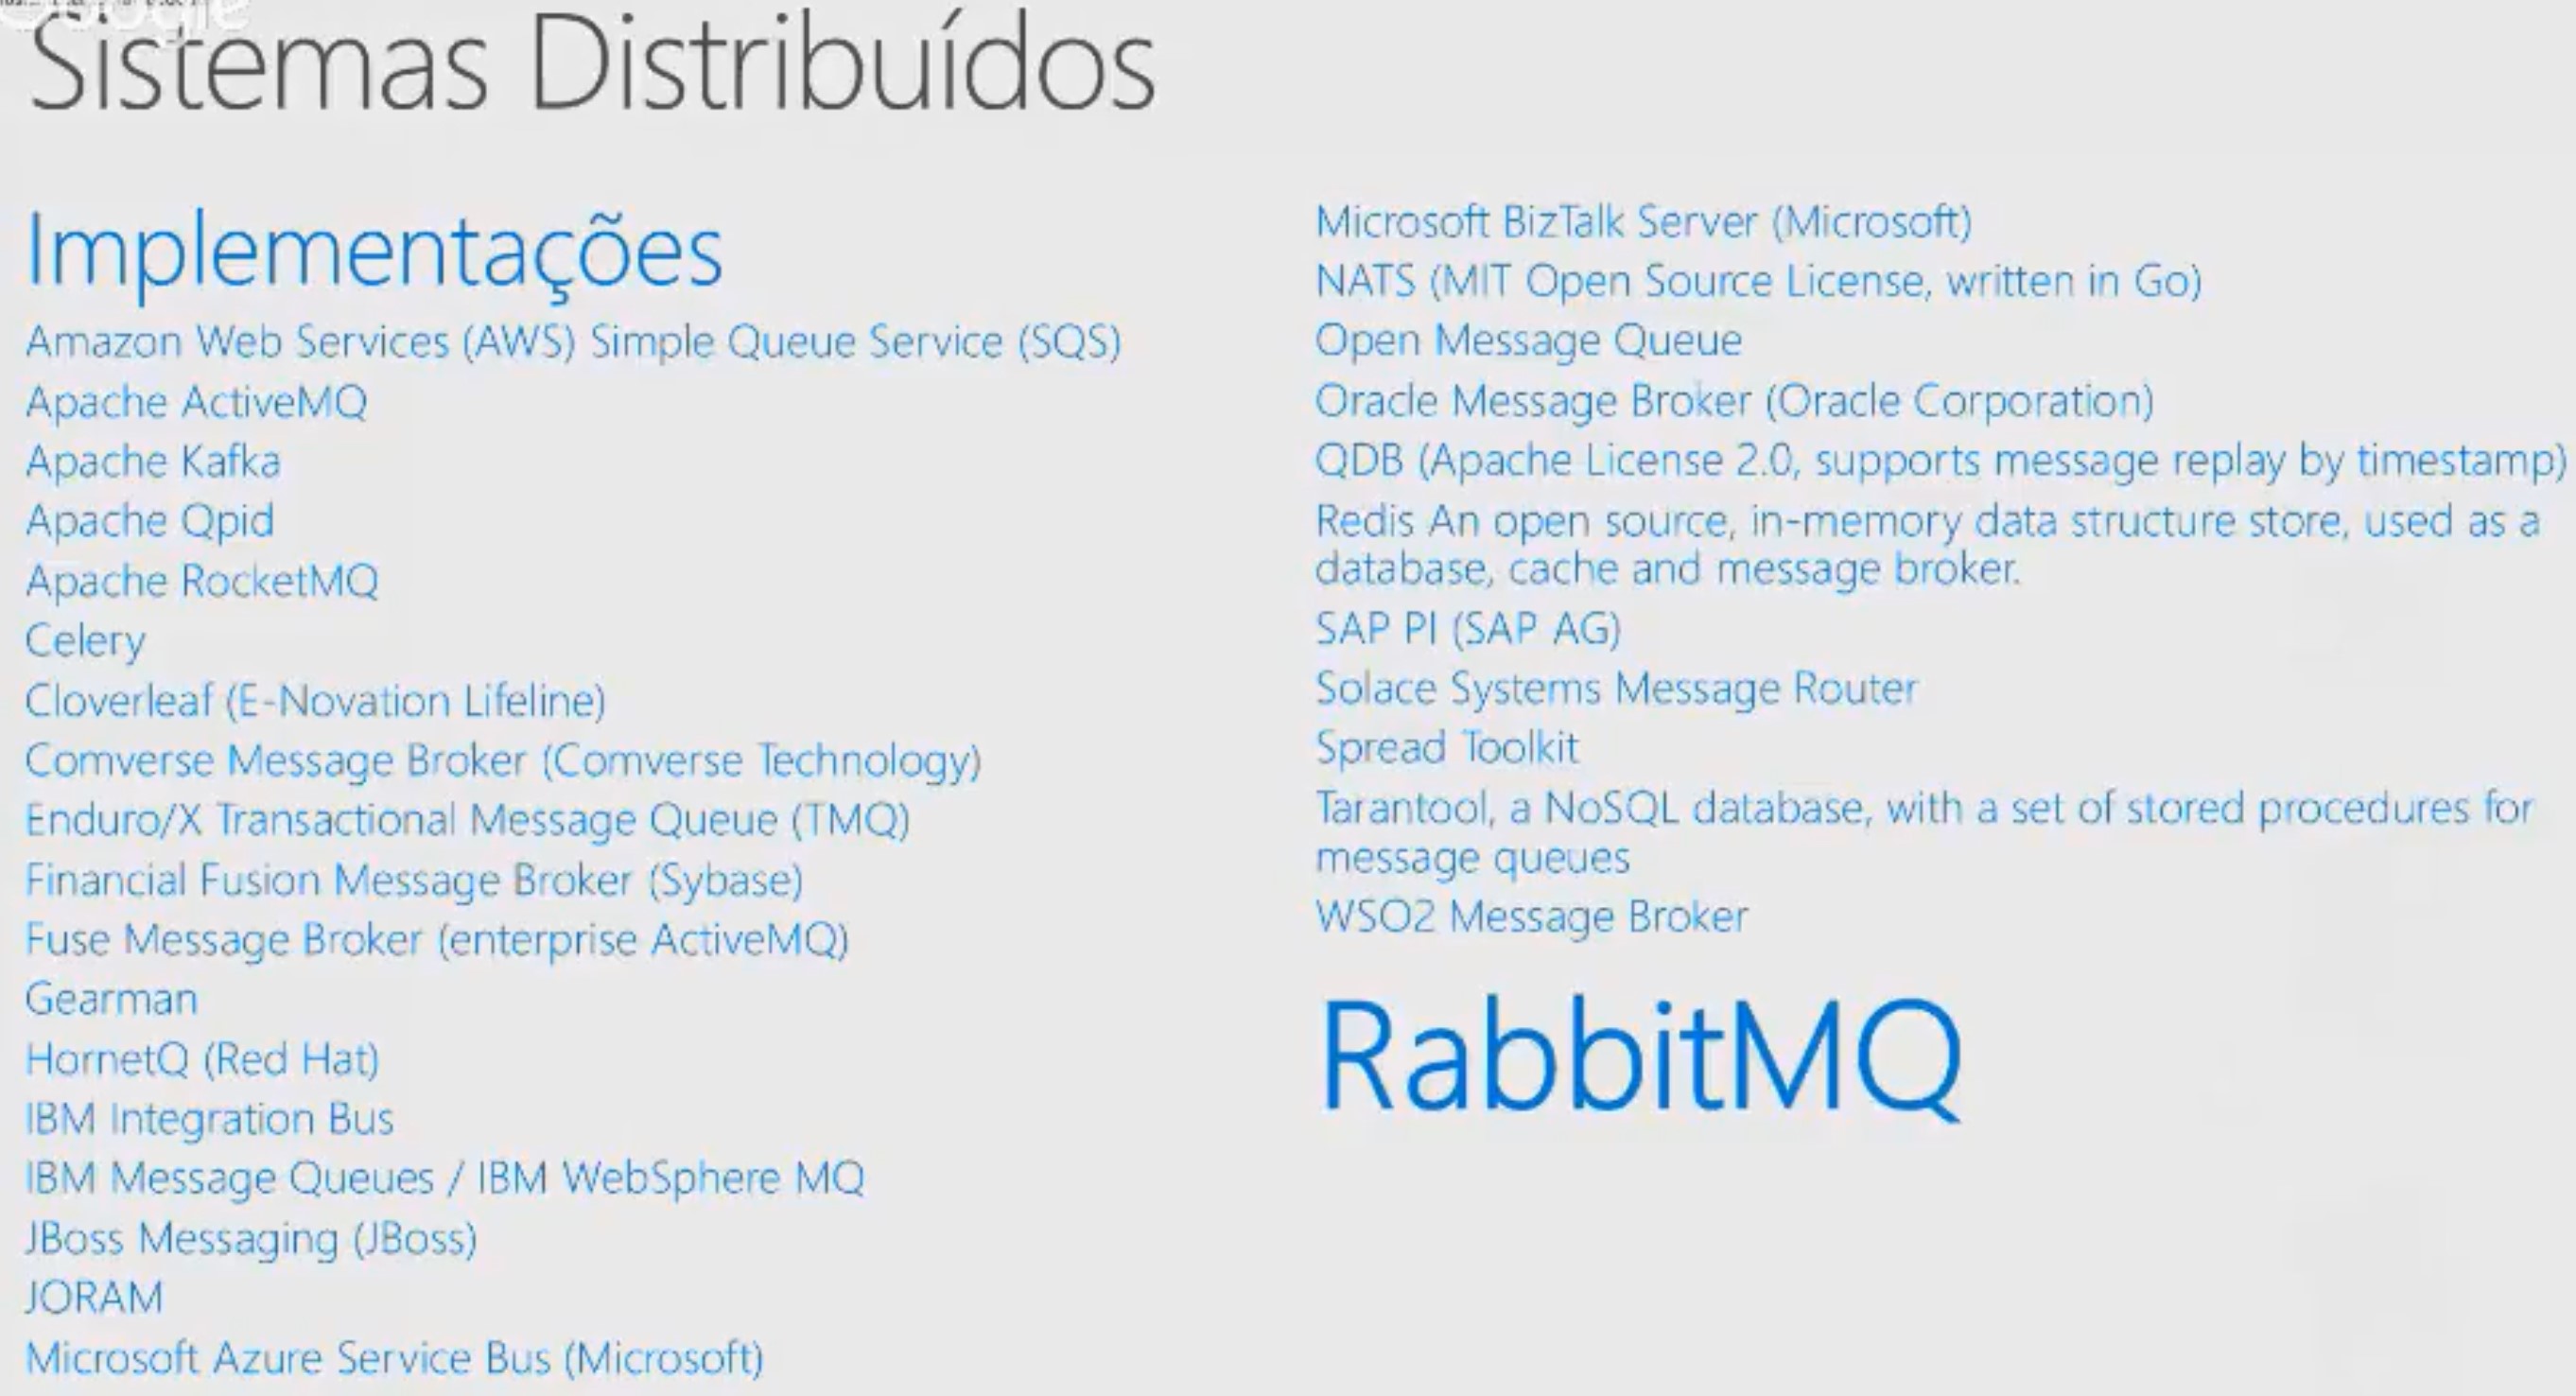 Google
Sistemas Distribuídos
Implementações
Amazon Web Services (AWS) Simple Queue Service (SQS)
Apache ActiveMQ
Apache Kafka
Apache Qpid
Apache RocketMQ
Celery
Cloverleaf (E-Novation Lifeline)
Comverse Message Broker (Comverse Technology)
Enduro/X Transactional Message Queue (TMQ)
Financial Fusion Message Broker (Sybase)
Fuse Message Broker (enterprise ActiveMQ)
Gearman
HornetQ (Red Hat)
IBM Integration Bus
IBM Message Queues / IBM WebSphere MQ
JBoss Messaging (JBoss)
JORAM
Microsoft Azure Service Bus (Microsoft)
Microsoft BizTalk Server (Microsoft)
NATS (MIT Open Source License, written in Go)
Open Message Queue
Oracle Message Broker (Oracle Corporation)
QDB (Apache License 2.0, supports message replay by timestamp)
Redis An open source, in-memory data structure store, used as a
database, cache and message broker.
SAP PI (SAP AG)
Solace Systems Message Router
Spread Toolkit
Tarantool, a NoSQL database, with a set of stored procedures for
message queues
WSO2 Message Broker
RabbitMQ